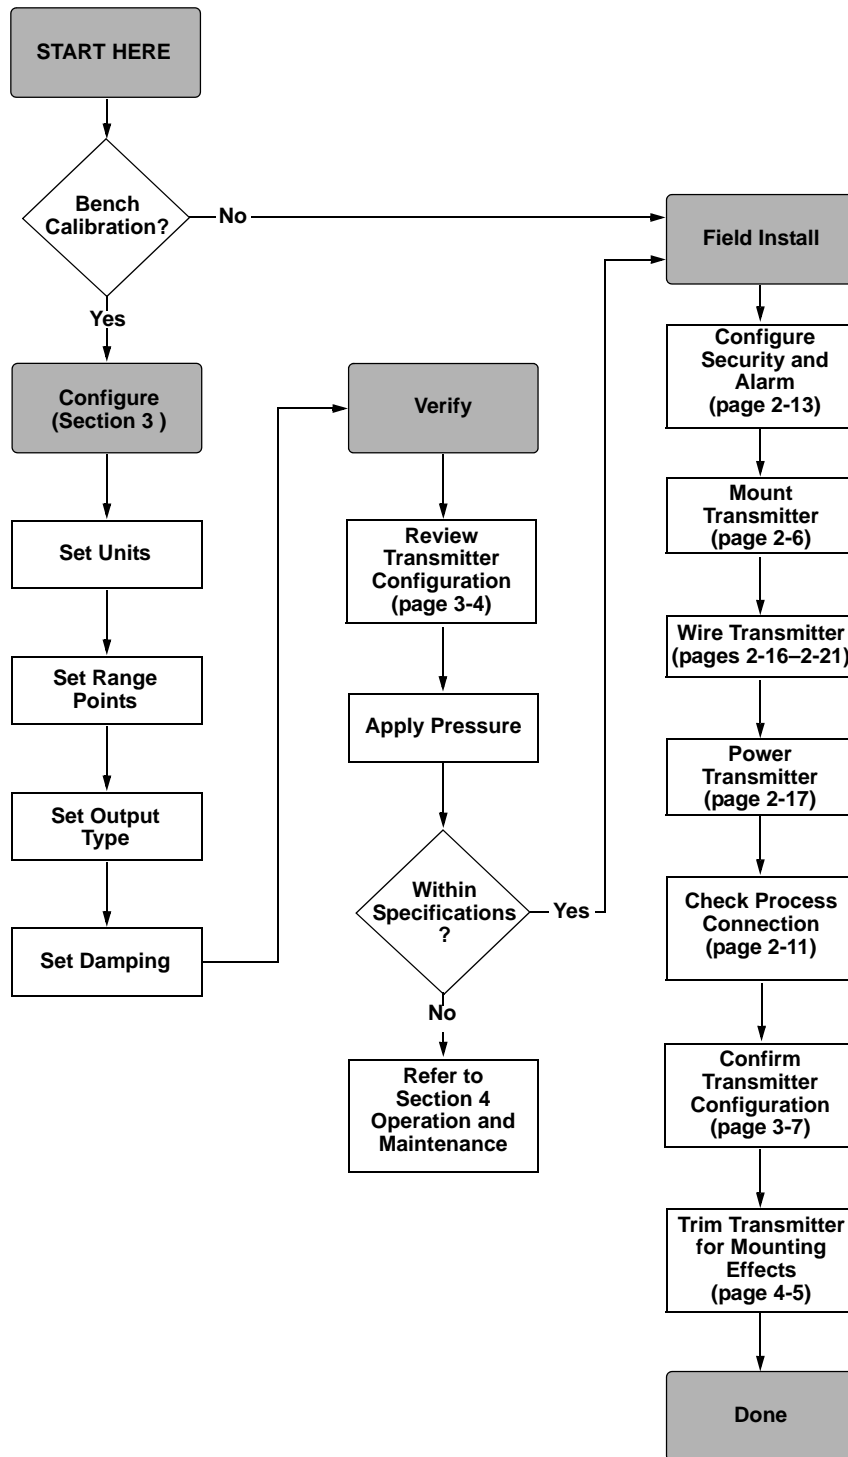 START HERE
Bench
Calibration?
No
Yes
Configure
(Section 3 )
Set Units
Set Range
Points
Set Output
Type
Set Damping
Verify
Review
Transmitter
Configuration
(page 3-4)
Apply Pressure
Within
Specifications
?
Yes
No
Refer to
Section 4
Operation and
Maintenance
Field Install
Configure
Security and
Alarm
(page 2-13)
Mount
Transmitter
(page 2-6)
Wire Transmitter
(pages 2-16–2-21)
Power
Transmitter
(page 2-17)
Check Process
Connection
(page 2-11)
Confirm
Transmitter
Configuration
(page 3-7)
Trim Transmitter
for Mounting
Effects
(page 4-5)
Done